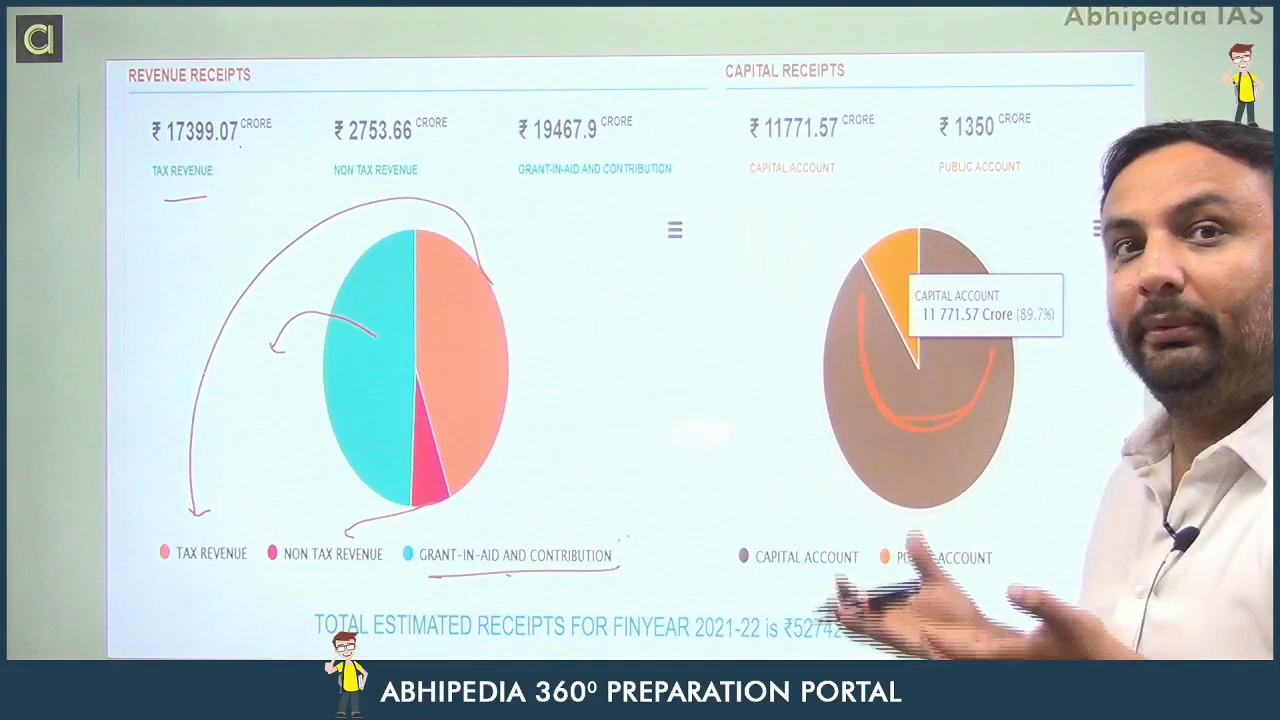 Abhipedia IAS
REVENUE RECEIPTS
CAPITAL RECEIPTS
₹ 17399.07 CRORE
₹ 2753.66 CRORE
₹ 19467.9 CRORE
₹ 11771.57 CRORE
₹ 1350 CRORE
TAX REVENUE
NON TAX REVENUE
GRANT-IN-AID AND CONTRIBUTION
CAPITAL ACCOUNT
PUBLIC ACCOUNT
CAPITAL ACCOUNT
: 11 771.57 Crore (89.7%)
TAX REVENUE
NON TAX REVENUE
GRANT-IN-AID AND CONTRIBUTION
CAPITAL ACCOUNT
ACCOUNT
TOTAL ESTIMATED RECEIPTS FOR FINYEAR 2021-22 is ₹52742
ABHIPEDIA 360⁰ PREPARATION PORTAL